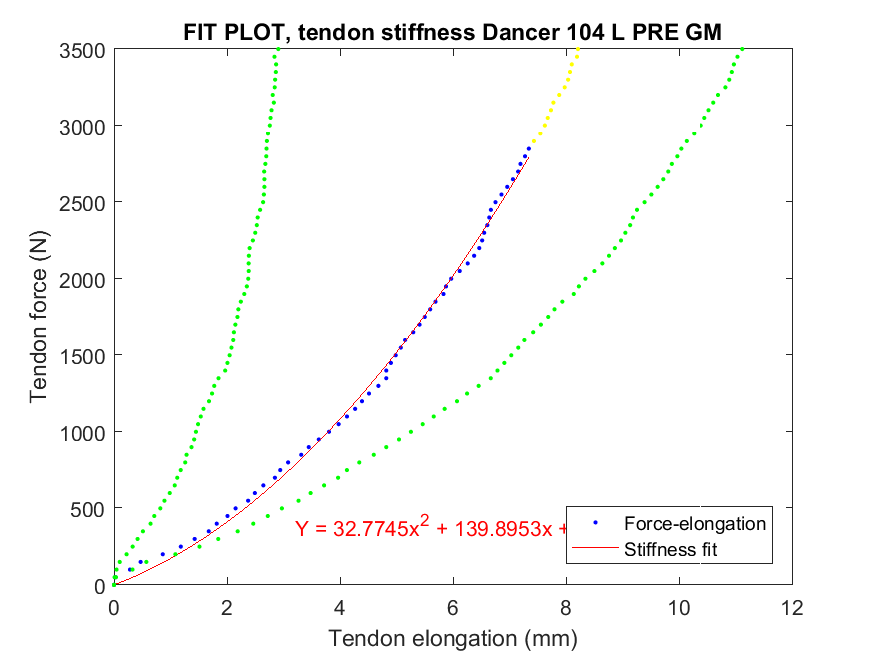 FIT PLOT, tendon stiffness Dancer 104 L PRE GM
Tendon force (N)
3500
3000
2500
2000
1500
1000
500
0
Y = 32.7745x² + 139.8953x +
Force-elongation
Stiffness fit
0 2 4 6 8 10 12
Tendon elongation (mm)